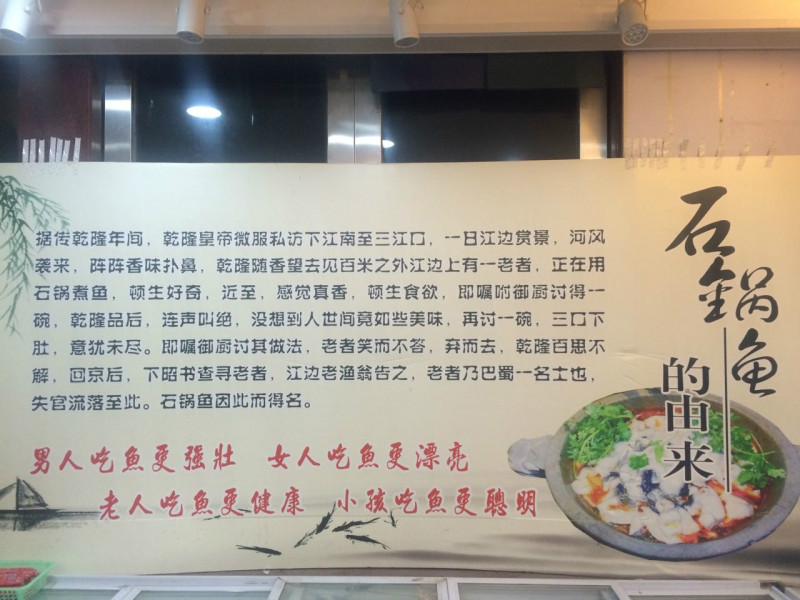 石锅鱼
的由来
据传乾隆年间，乾隆皇帝微服私访下江南至三江口，一日江边赏景，河风
袭来，阵阵香味扑鼻，乾隆随香望去见百米之外江边上有一老者，正在用
石锅煮鱼，顿生好奇，近至，感觉真香，顿生食欲，即嘱咐御厨讨得一
碗，乾隆品后，连声叫绝，没想到人世间竟如些美味，再讨一碗，三口下
肚，意犹未尽。即嘱御厨讨其做法，老者笑而不答，弃而去，乾隆百思不
解，回京后，下昭书查寻老者，江边老渔翁告之，老者乃巴蜀一名士也，
失官流落至此。石锅鱼因此而得名。
男人吃魚更强壮 女人吃魚更漂亮
老人吃魚更健康 小孩吃魚更聰明